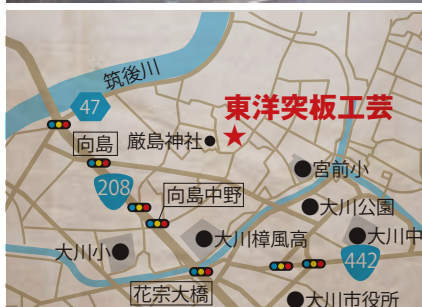 筑後川
47
東洋突板工芸
向島
厳島神社
宮前小
208
向島中野
大川公園
大川小
大川樟風高
大川中
442
花宗大橋
大川市役所